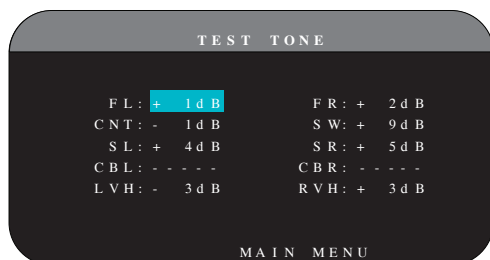 TEST TONE
FL: + 1dB FR: + 2dB
CNT: - 1dB SW: + 9dB
SL: + 4dB SR: + 5dB
CBL: - - - - - CBR: - - - - -
LVH: - 3dB RVH: + 3dB
MAIN MENU